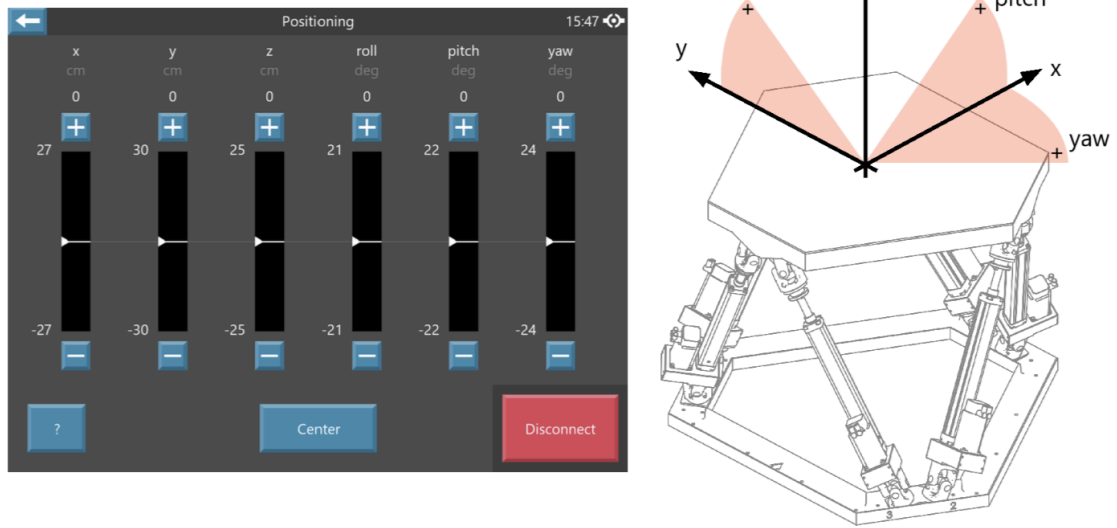 Positioning
15:47
x
y
z
roll
pitch
yaw
cm
cm
cm
deg
deg
deg
0
0
0
0
0
0
27
30
25
21
22
24
-27
-30
-25
-21
-22
-24
?
Center
Disconnect
pitch
y
x
yaw
3
2